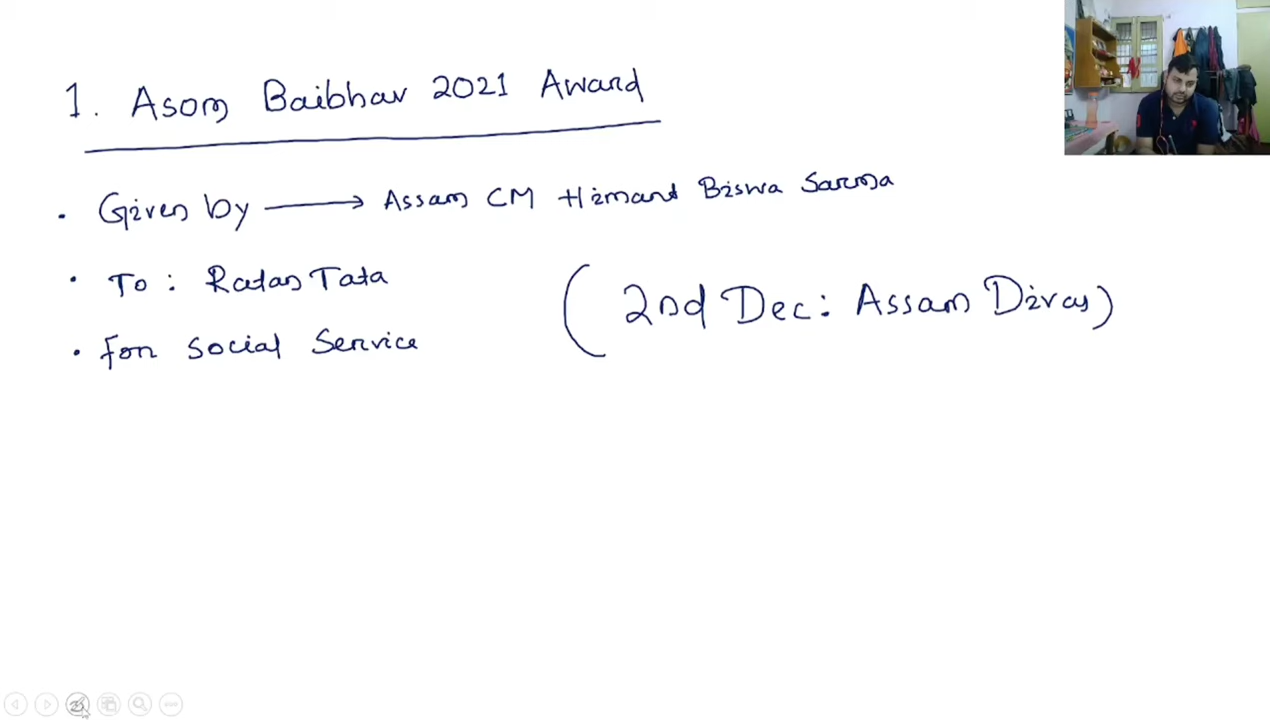 1. Asom Baibhav 2021 Award
• Given by → Assam CM Himant Biswa Sarma
• To : Ratan Tata
(2nd Dec : Assam Divas)
• For Social Service